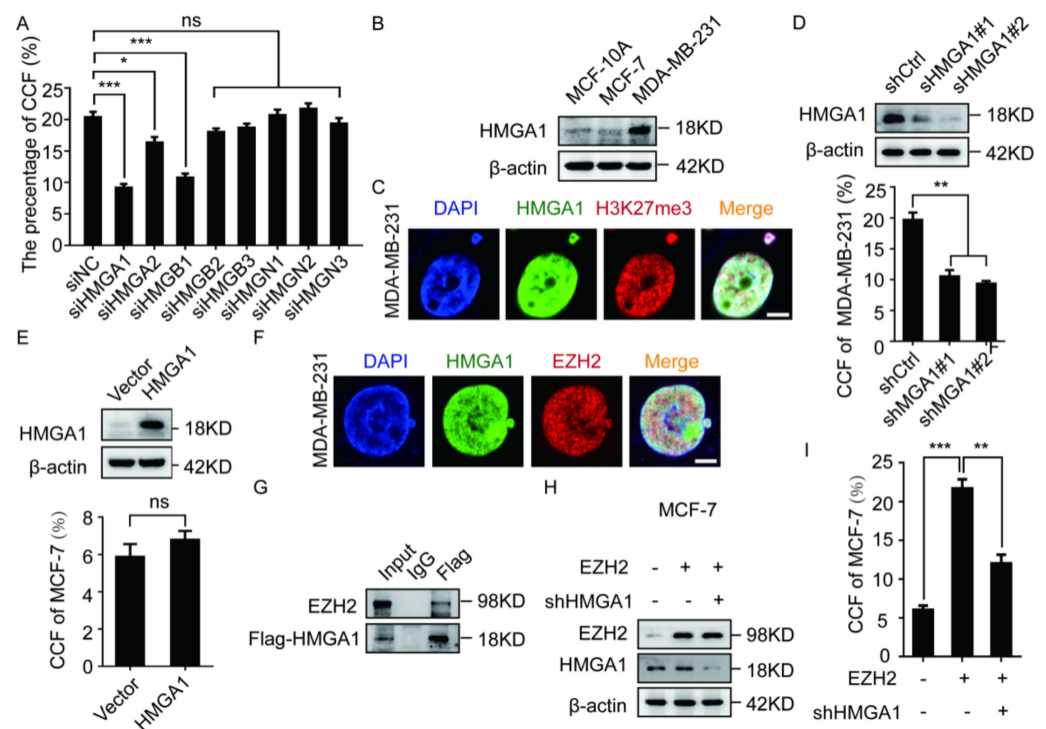 A
ns
***
*
***
The precentage of CCF (%)
25
20
15
10
5
0
siNC
siHMGA1
siHMGA2
siHMGB1
siHMGB2
siHMGB3
siHMGN1
siHMGN2
siHMGN3
B
MCF-10A
MCF-7
MDA-MB-231
HMGA1
18KD
β-actin
42KD
C
DAPI
HMGA1
H3K27me3
Merge
MDA-MB-231
D
shCtrl
sHMGA1#1
sHMGA1#2
HMGA1
18KD
β-actin
42KD
CCF of MDA-MB-231 (%)
25
20
15
10
5
0
**
shCtrl
shMGA1#1
shMGA1#2
E
Vector
HMGA1
HMGA1
18KD
β-actin
42KD
CCF of MCF-7 (%)
8
6
4
2
0
ns
Vector
HMGA1
F
DAPI
HMGA1
EZH2
Merge
MDA-MB-231
G
Input
IgG
Flag
EZH2
98KD
Flag-HMGA1
18KD
H
MCF-7
EZH2 - + +
shHMGA1 - - +
EZH2
98KD
HMGA1
18KD
β-actin
42KD
I
CCF of MCF-7 (%)
25
20
15
10
5
0
*** **
EZH2 - + +
shHMGA1 - - +